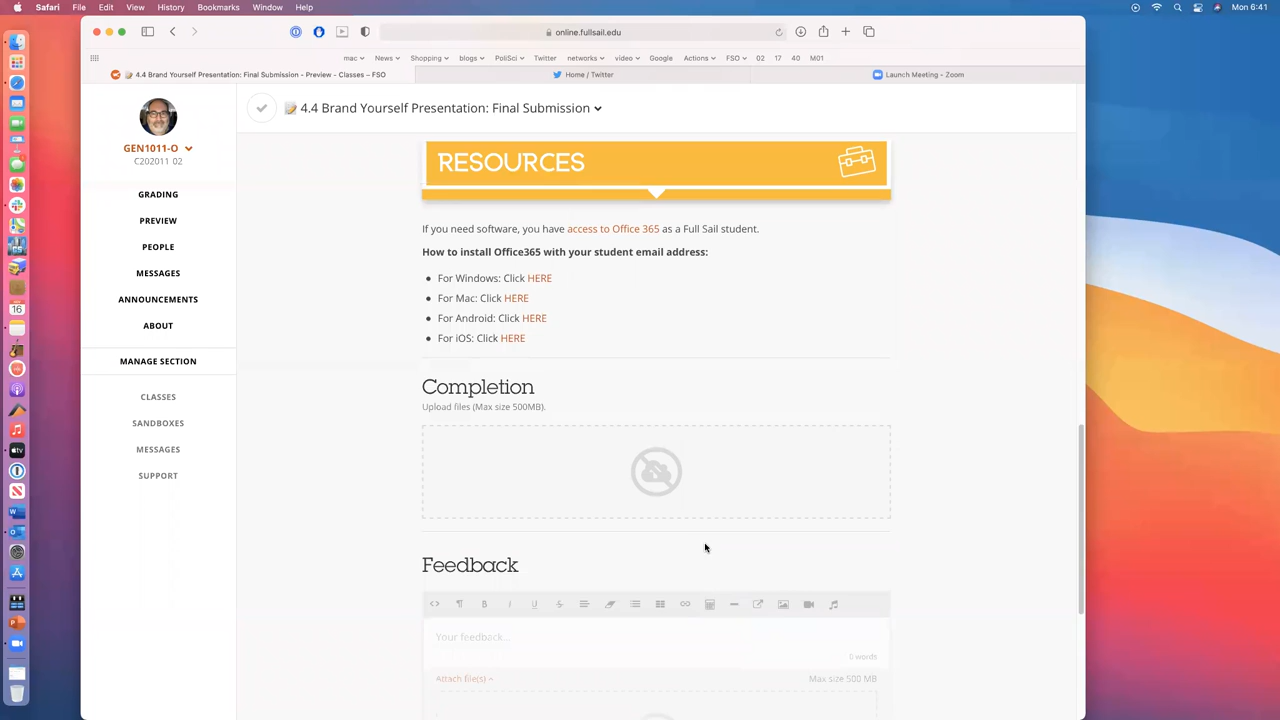 Safari File Edit View History Bookmarks Window Help Mon 6:41
online.fullsail.edu
mac News Shopping blogs PoliSci Twitter networks video Google Actions FSO 02 17 40 M01
4.4 Brand Yourself Presentation: Final Submission - Preview - Classes – FSO Home / Twitter Launch Meeting - Zoom
4.4 Brand Yourself Presentation: Final Submission
GEN1011-O
C202011 02
GRADING
PREVIEW
PEOPLE
MESSAGES
ANNOUNCEMENTS
ABOUT
MANAGE SECTION
CLASSES
SANDBOXES
MESSAGES
SUPPORT
16
RESOURCES
If you need software, you have access to Office 365 as a Full Sail student.
How to install Office365 with your student email address:
For Windows: Click HERE
For Mac: Click HERE
For Android: Click HERE
For iOS: Click HERE
Completion
Upload files (Max size 500MB).
Feedback
Your feedback...
0 words
Attach file(s) Max size 500 MB